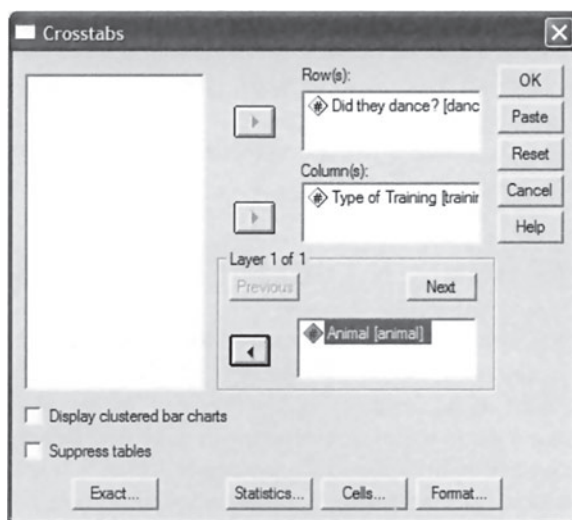 Crosstabs
Row(s):
# Did they dance? [danc
OK
Paste
Reset
Column(s):
# Type of Training [trainir
Cancel
Help
Layer 1 of 1
Previous
Next
# Animal [animal]
Display clustered bar charts
Suppress tables
Exact...
Statistics...
Cells...
Format...